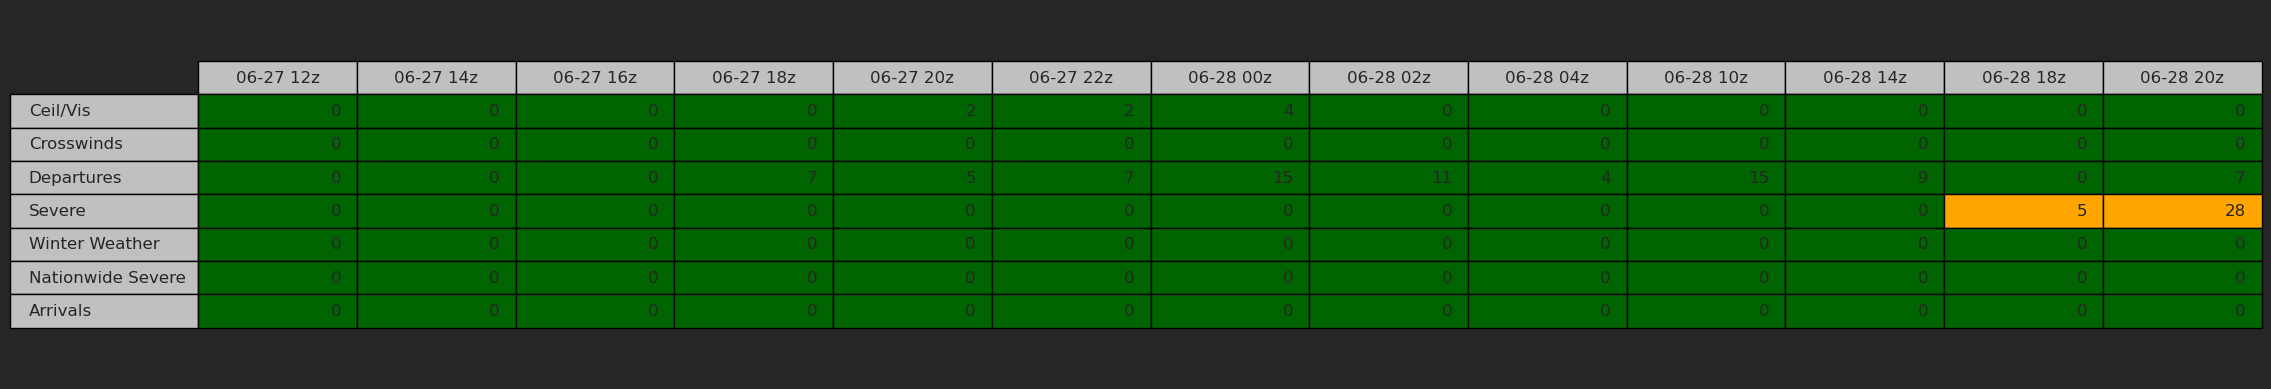 06-27 12z 06-27 14z 06-27 16z 06-27 18z 06-27 20z 06-27 22z 06-28 00z 06-28 02z 06-28 04z 06-28 10z 06-28 14z 06-28 18z 06-28 20z
Ceil/Vis 0 0 0 0 2 2 4 0 0 0 0 0 0
Crosswinds 0 0 0 0 0 0 0 0 0 0 0 0 0
Departures 0 0 0 7 5 7 15 11 4 15 9 0 7
Severe 0 0 0 0 0 0 0 0 0 0 0 5 28
Winter Weather 0 0 0 0 0 0 0 0 0 0 0 0 0
Nationwide Severe 0 0 0 0 0 0 0 0 0 0 0 0 0
Arrivals 0 0 0 0 0 0 0 0 0 0 0 0 0